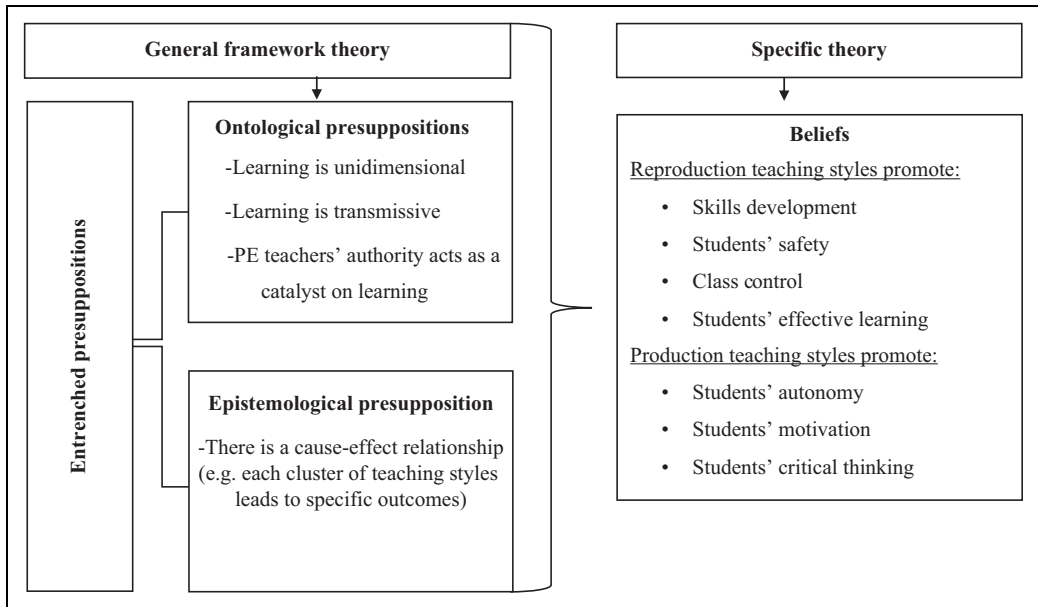 General framework theory
Entrenched presuppositions
Ontological presuppositions
-Learning is unidimensional
-Learning is transmissive
-PE teachers’ authority acts as a
catalyst on learning
Epistemological presupposition
-There is a cause-effect relationship
(e.g. each cluster of teaching styles
leads to specific outcomes)
Specific theory
Beliefs
Reproduction teaching styles promote:
• Skills development
• Students’ safety
• Class control
• Students’ effective learning
Production teaching styles promote:
• Students’ autonomy
• Students’ motivation
• Students’ critical thinking